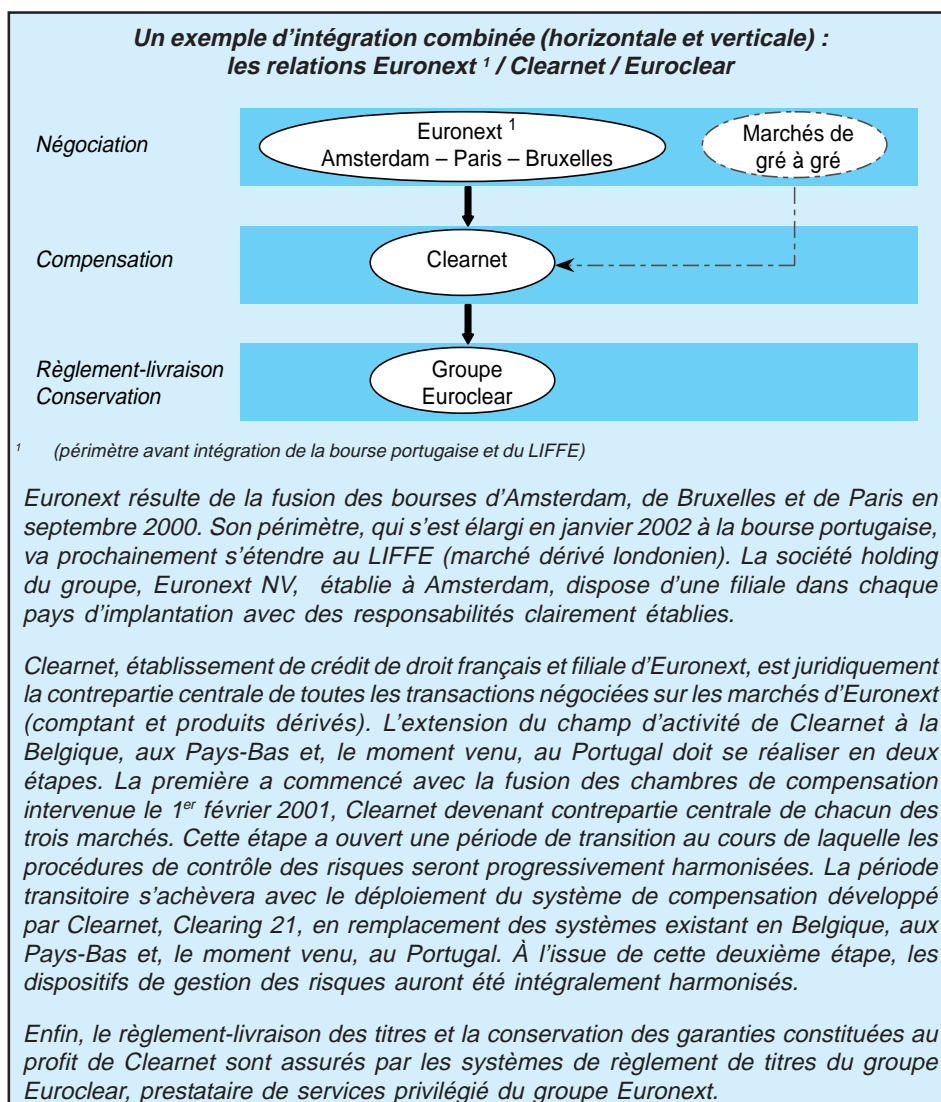 Un exemple d’intégration combinée (horizontale et verticale) :
les relations Euronext ¹ / Clearnet / Euroclear
Négociation
Euronext ¹
Amsterdam – Paris – Bruxelles
Marchés de
gré à gré
Compensation
Clearnet
Règlement-livraison
Conservation
Groupe
Euroclear
¹ (périmètre avant intégration de la bourse portugaise et du LIFFE)
Euronext résulte de la fusion des bourses d’Amsterdam, de Bruxelles et de Paris en
septembre 2000. Son périmètre, qui s’est élargi en janvier 2002 à la bourse portugaise,
va prochainement s’étendre au LIFFE (marché dérivé londonien). La société holding
du groupe, Euronext NV, établie à Amsterdam, dispose d’une filiale dans chaque
pays d’implantation avec des responsabilités clairement établies.
Clearnet, établissement de crédit de droit français et filiale d’Euronext, est juridiquement
la contrepartie centrale de toutes les transactions négociées sur les marchés d’Euronext
(comptant et produits dérivés). L’extension du champ d’activité de Clearnet à la
Belgique, aux Pays-Bas et, le moment venu, au Portugal doit se réaliser en deux
étapes. La première a commencé avec la fusion des chambres de compensation
intervenue le 1er février 2001, Clearnet devenant contrepartie centrale de chacun des
trois marchés. Cette étape a ouvert une période de transition au cours de laquelle les
procédures de contrôle des risques seront progressivement harmonisées. La période
transitoire s’achèvera avec le déploiement du système de compensation développé
par Clearnet, Clearing 21, en remplacement des systèmes existant en Belgique, aux
Pays-Bas et, le moment venu, au Portugal. À l’issue de cette deuxième étape, les
dispositifs de gestion des risques auront été intégralement harmonisés.
Enfin, le règlement-livraison des titres et la conservation des garanties constituées au
profit de Clearnet sont assurés par les systèmes de règlement de titres du groupe
Euroclear, prestataire de services privilégié du groupe Euronext.